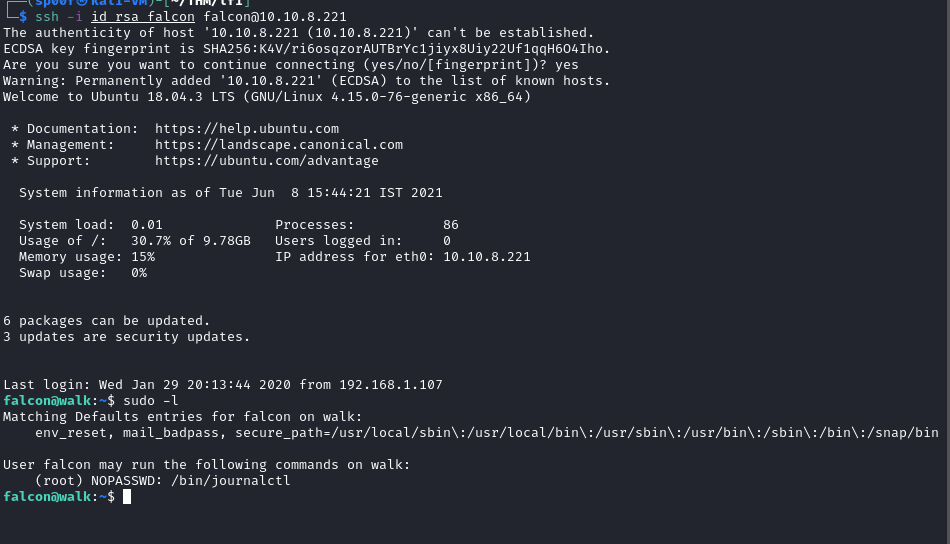 ┌──(sp00f㉿Kali-VM)-[~/THM/lfi]
└─$ ssh -i id_rsa_falcon falcon@10.10.8.221
The authenticity of host '10.10.8.221 (10.10.8.221)' can't be established.
ECDSA key fingerprint is SHA256:K4V/ri6osqzorAUTBrYc1jiyx8Uiy22Uf1qqH6O4Iho.
Are you sure you want to continue connecting (yes/no/[fingerprint])? yes
Warning: Permanently added '10.10.8.221' (ECDSA) to the list of known hosts.
Welcome to Ubuntu 18.04.3 LTS (GNU/Linux 4.15.0-76-generic x86_64)

 * Documentation:  https://help.ubuntu.com
 * Management:     https://landscape.canonical.com
 * Support:        https://ubuntu.com/advantage

  System information as of Tue Jun  8 15:44:21 IST 2021

  System load:  0.01              Processes:           86
  Usage of /:   30.7% of 9.78GB   Users logged in:     0
  Memory usage: 15%               IP address for eth0: 10.10.8.221
  Swap usage:   0%

6 packages can be updated.
3 updates are security updates.

Last login: Wed Jan 29 20:13:44 2020 from 192.168.1.107
falcon@walk:~$ sudo -l
Matching Defaults entries for falcon on walk:
    env_reset, mail_badpass, secure_path=/usr/local/sbin\:/usr/local/bin\:/usr/sbin\:/usr/bin\:/sbin\:/bin\:/snap/bin

User falcon may run the following commands on walk:
    (root) NOPASSWD: /bin/journalctl
falcon@walk:~$